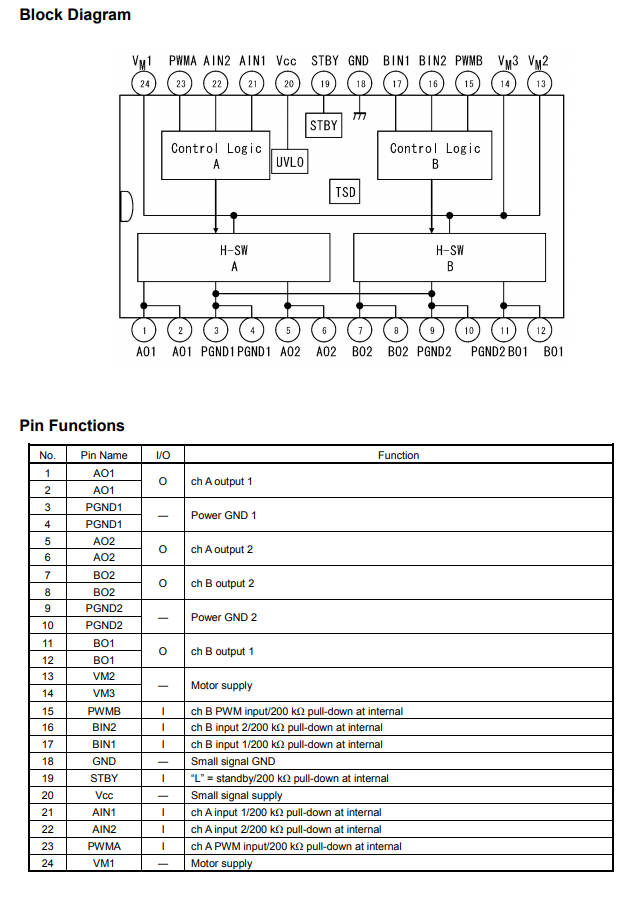 Block Diagram
VM1 PWMA AIN2 AIN1 Vcc STBY GND BIN1 BIN2 PWMB VM3 VM2
24 23 22 21 20 19 18 17 16 15 14 13
STBY
Control Logic
A
UVLO
Control Logic
B
TSD
H-SW
A
H-SW
B
1 2 3 4 5 6 7 8 9 10 11 12
AO1 AO1 PGND1 PGND1 AO2 AO2 BO2 BO2 PGND2 PGND2 BO1 BO1
Pin Functions
No. Pin Name I/O Function
1 AO1 O ch A output 1
2 AO1
3 PGND1 — Power GND 1
4 PGND1
5 AO2 O ch A output 2
6 AO2
7 BO2 O ch B output 2
8 BO2
9 PGND2 — Power GND 2
10 PGND2
11 BO1 O ch B output 1
12 BO1
13 VM2 — Motor supply
14 VM3
15 PWMB I ch B PWM input/200 kΩ pull-down at internal
16 BIN2 I ch B input 2/200 kΩ pull-down at internal
17 BIN1 I ch B input 1/200 kΩ pull-down at internal
18 GND — Small signal GND
19 STBY I “L” = standby/200 kΩ pull-down at internal
20 Vcc — Small signal supply
21 AIN1 I ch A input 1/200 kΩ pull-down at internal
22 AIN2 I ch A input 2/200 kΩ pull-down at internal
23 PWMA I ch A PWM input/200 kΩ pull-down at internal
24 VM1 — Motor supply